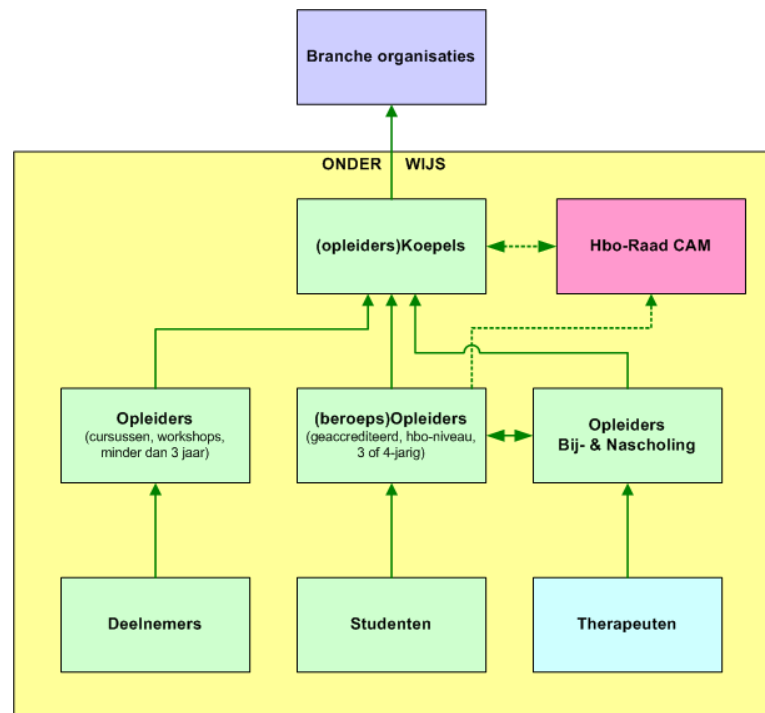 Branche organisaties
ONDER WIJS
(opleiders)Koepels
Hbo-Raad CAM
Opleiders
(cursussen, workshops,
minder dan 3 jaar)
(beroeps)Opleiders
(geaccrediteerd, hbo-niveau,
3 of 4-jarig)
Opleiders
Bij- & Nascholing
Deelnemers
Studenten
Therapeuten